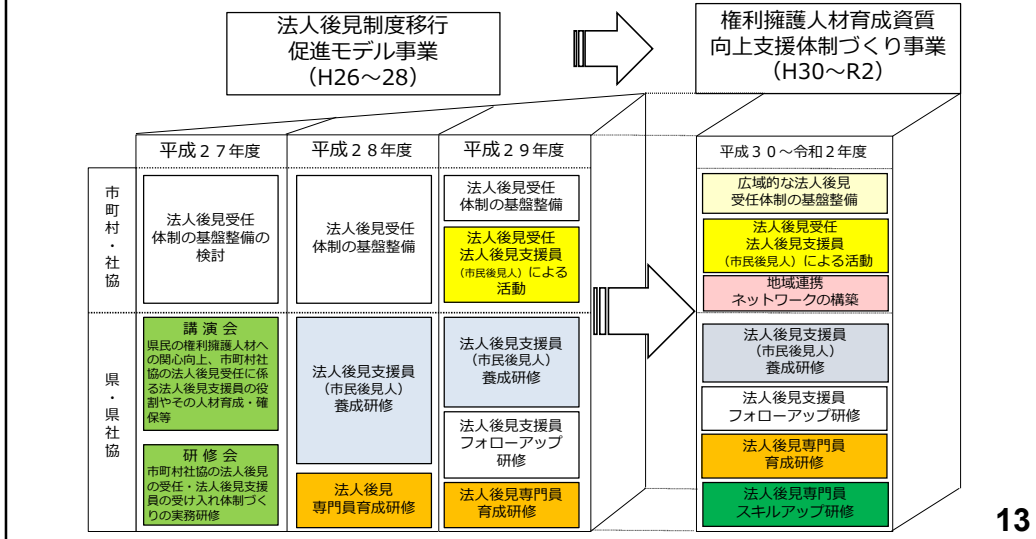 法人後見制度移行
促進モデル事業
（H26～28）
権利擁護人材育成資質
向上支援体制づくり事業
（H30～R2）
平成２７年度
平成２８年度
平成２９年度
平成３０～令和２年度
市町村・社協
法人後見受任
体制の基盤整備の
検討
法人後見受任
体制の基盤整備
法人後見受任
体制の基盤整備
法人後見受任
法人後見支援員
（市民後見人）による
活動
広域的な法人後見
受任体制の基盤整備
法人後見受任
法人後見支援員
（市民後見人）による活動
地域連携
ネットワークの構築
県・県社協
講 演 会
県民の権利擁護人材へ
の関心向上、市町村社
協の法人後見受任に係
る法人後見支援員の役
割やその人材育成・確
保等
研 修 会
市町村社協の法人後見
の受任・法人後見支援
員の受け入れ体制づく
りの実務研修
法人後見支援員
（市民後見人）
養成研修
法人後見
専門員育成研修
法人後見支援員
（市民後見人）
養成研修
法人後見支援員
フォローアップ
研修
法人後見専門員
育成研修
法人後見支援員
（市民後見人）
養成研修
法人後見支援員
フォローアップ研修
法人後見専門員
育成研修
法人後見専門員
スキルアップ研修
13